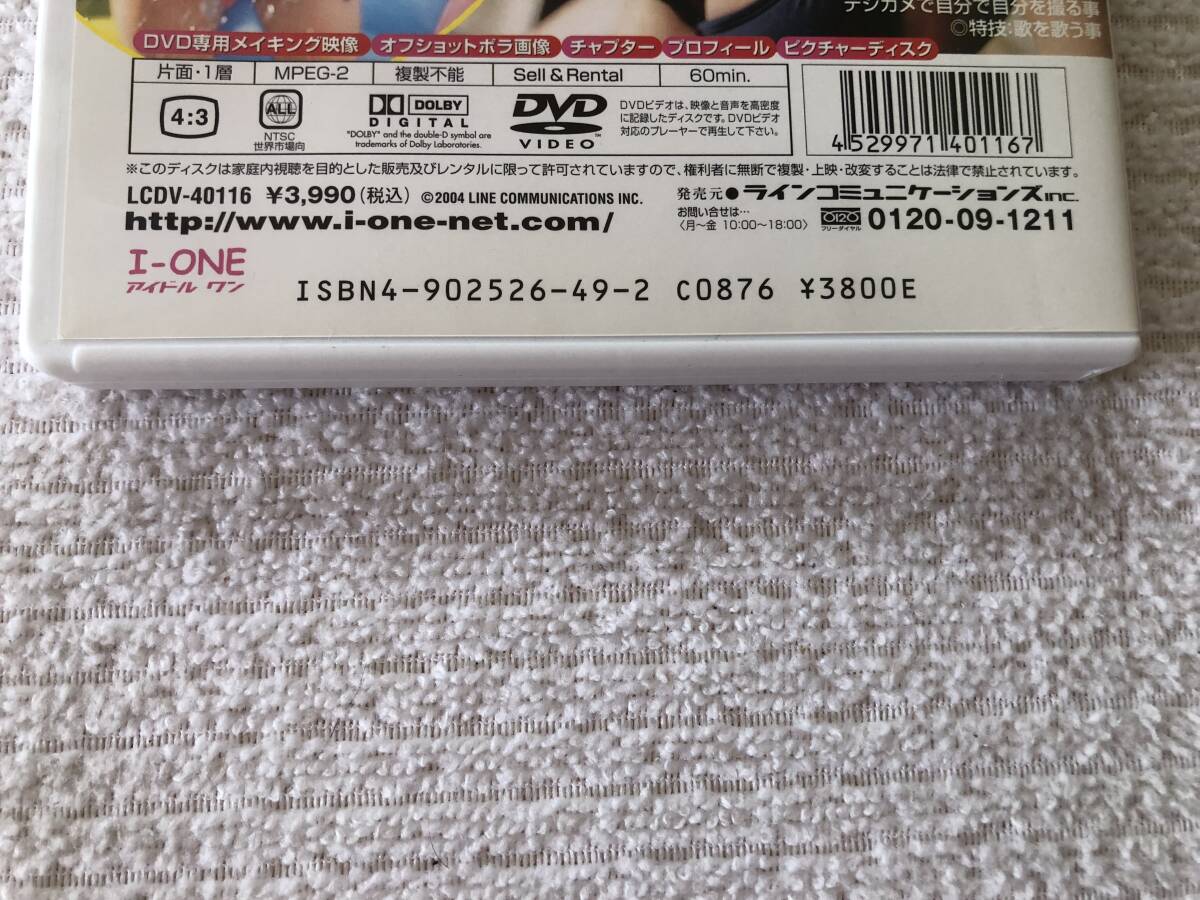 デジカメで自分で自分を撮る事
◎特技:歌を歌う事
DVD専用メイキング映像 オフショットポラ画像 チャプター プロフィール ピクチャーディスク
片面・1層 MPEG-2 複製不能 Sell & Rental 60min.
4:3
ALL
NTSC
世界市場向
DOLBY
DIGITAL
"DOLBY" and the double-D symbol are
trademarks of Dolby Laboratories.
DVD
VIDEO
TM
DVDビデオは、映像と音声を高密度
に記録したディスクです。DVDビデオ
対応のプレーヤーで再生して下さい。
4 529971 401167
※このディスクは家庭内視聴を目的とした販売及びレンタルに限って許可されていますので、権利者に無断で複製・上映・改変することは法律で禁止されています。
LCDV-40116 ¥3,990(税込) ©2004 LINE COMMUNICATIONS INC.
発売元●ラインコミュニケーションズinc.
http://www.i-one-net.com/
お問い合せは…
〈月〜金 10:00〜18:00〉
0120
フリーダイヤル
0120-09-1211
I-ONE
アイドル ワン
ISBN4-902526-49-2 C0876 ¥3800E